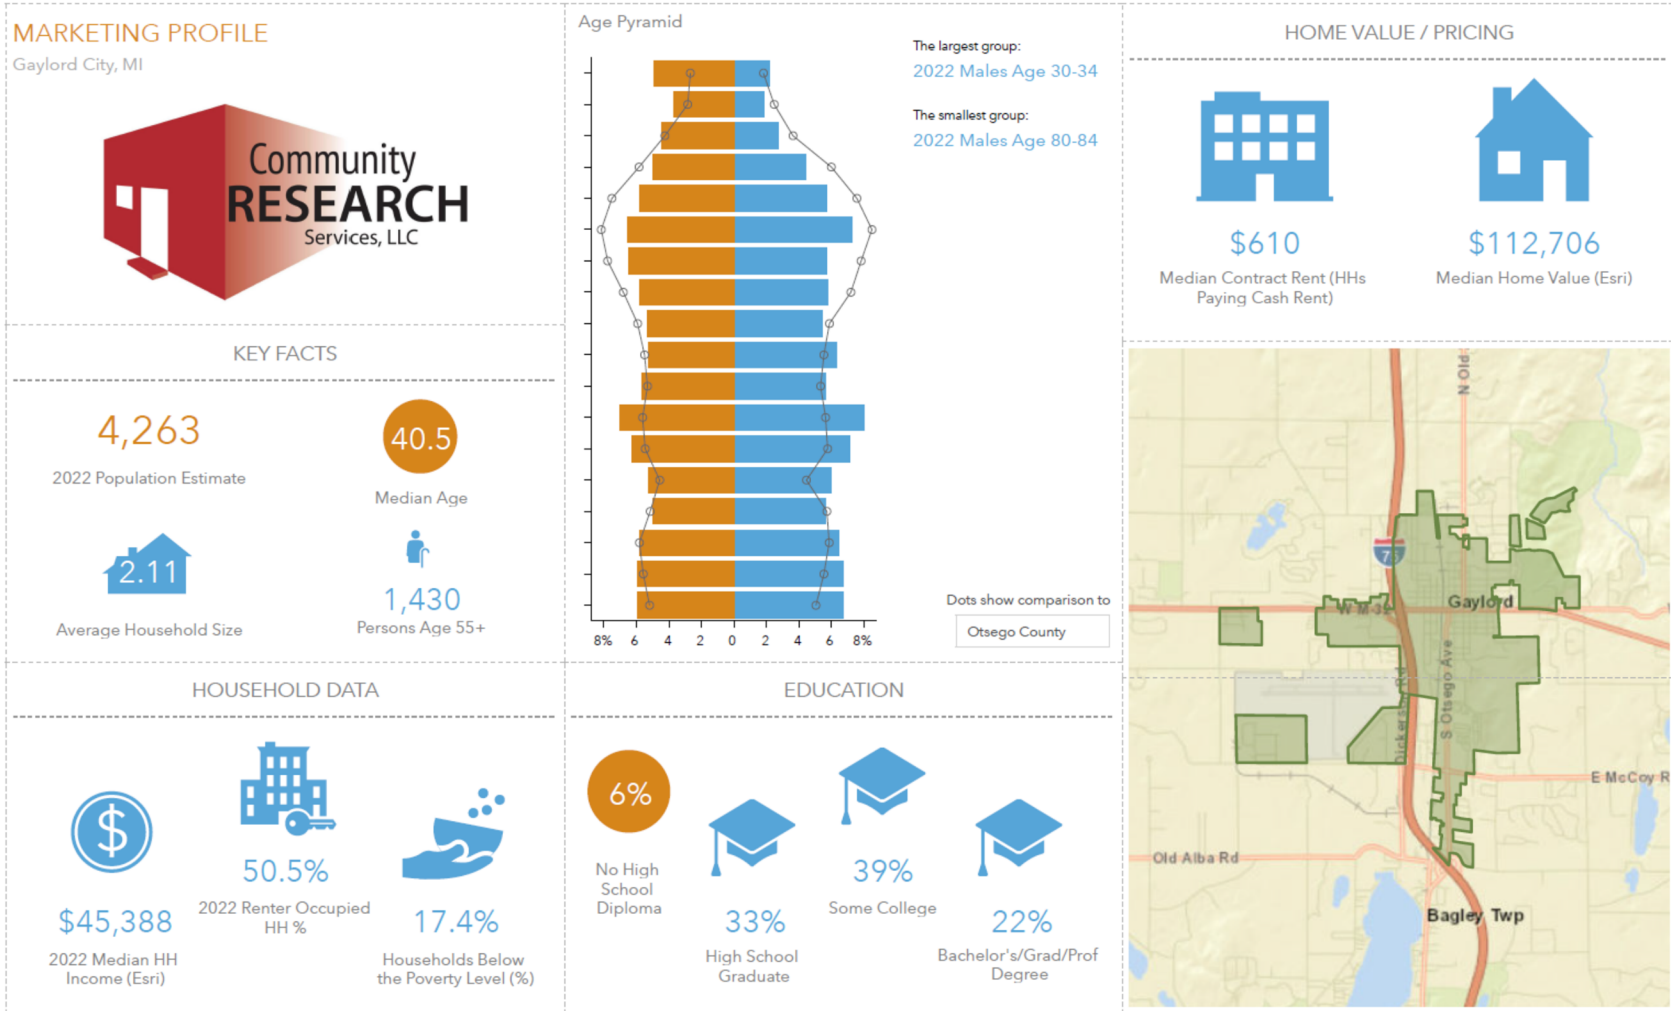 MARKETING PROFILE
Gaylord City, MI
Community
RESEARCH
Services, LLC
KEY FACTS
4,263
2022 Population Estimate
40.5
Median Age
2.11
Average Household Size
1,430
Persons Age 55+
Age Pyramid
The largest group:
2022 Males Age 30-34
The smallest group:
2022 Males Age 80-84
8% 6 4 2 0 2 4 6 8%
Dots show comparison to
Otsego County
HOME VALUE / PRICING
$610
Median Contract Rent (HHs
Paying Cash Rent)
$112,706
Median Home Value (Esri)
HOUSEHOLD DATA
$45,388
2022 Median HH
Income (Esri)
50.5%
2022 Renter Occupied
HH %
17.4%
Households Below
the Poverty Level (%)
EDUCATION
6%
No High
School
Diploma
33%
High School
Graduate
39%
Some College
22%
Bachelor's/Grad/Prof
Degree
N Old
75
W M-32
Gaylord
S Otsego Ave
Dickerson Rd
E McCoy R
Old Alba Rd
Bagley Twp